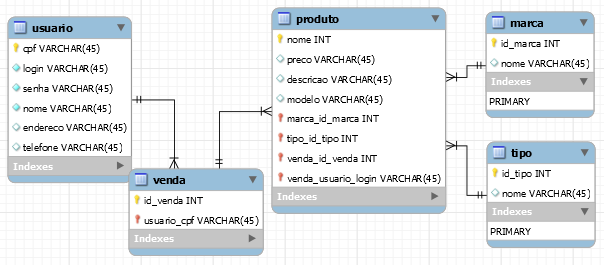 usuario
cpf VARCHAR(45)
login VARCHAR(45)
senha VARCHAR(45)
nome VARCHAR(45)
endereco VARCHAR(45)
telefone VARCHAR(45)
Indexes
venda
id_venda INT
usuario_cpf VARCHAR(45)
Indexes
produto
nome INT
preco VARCHAR(45)
descricao VARCHAR(45)
modelo VARCHAR(45)
marca_id_marca INT
tipo_id_tipo INT
venda_id_venda INT
venda_usuario_login VARCHAR(45)
Indexes
marca
id_marca INT
nome VARCHAR(45)
Indexes
PRIMARY
tipo
id_tipo INT
nome VARCHAR(45)
Indexes
PRIMARY